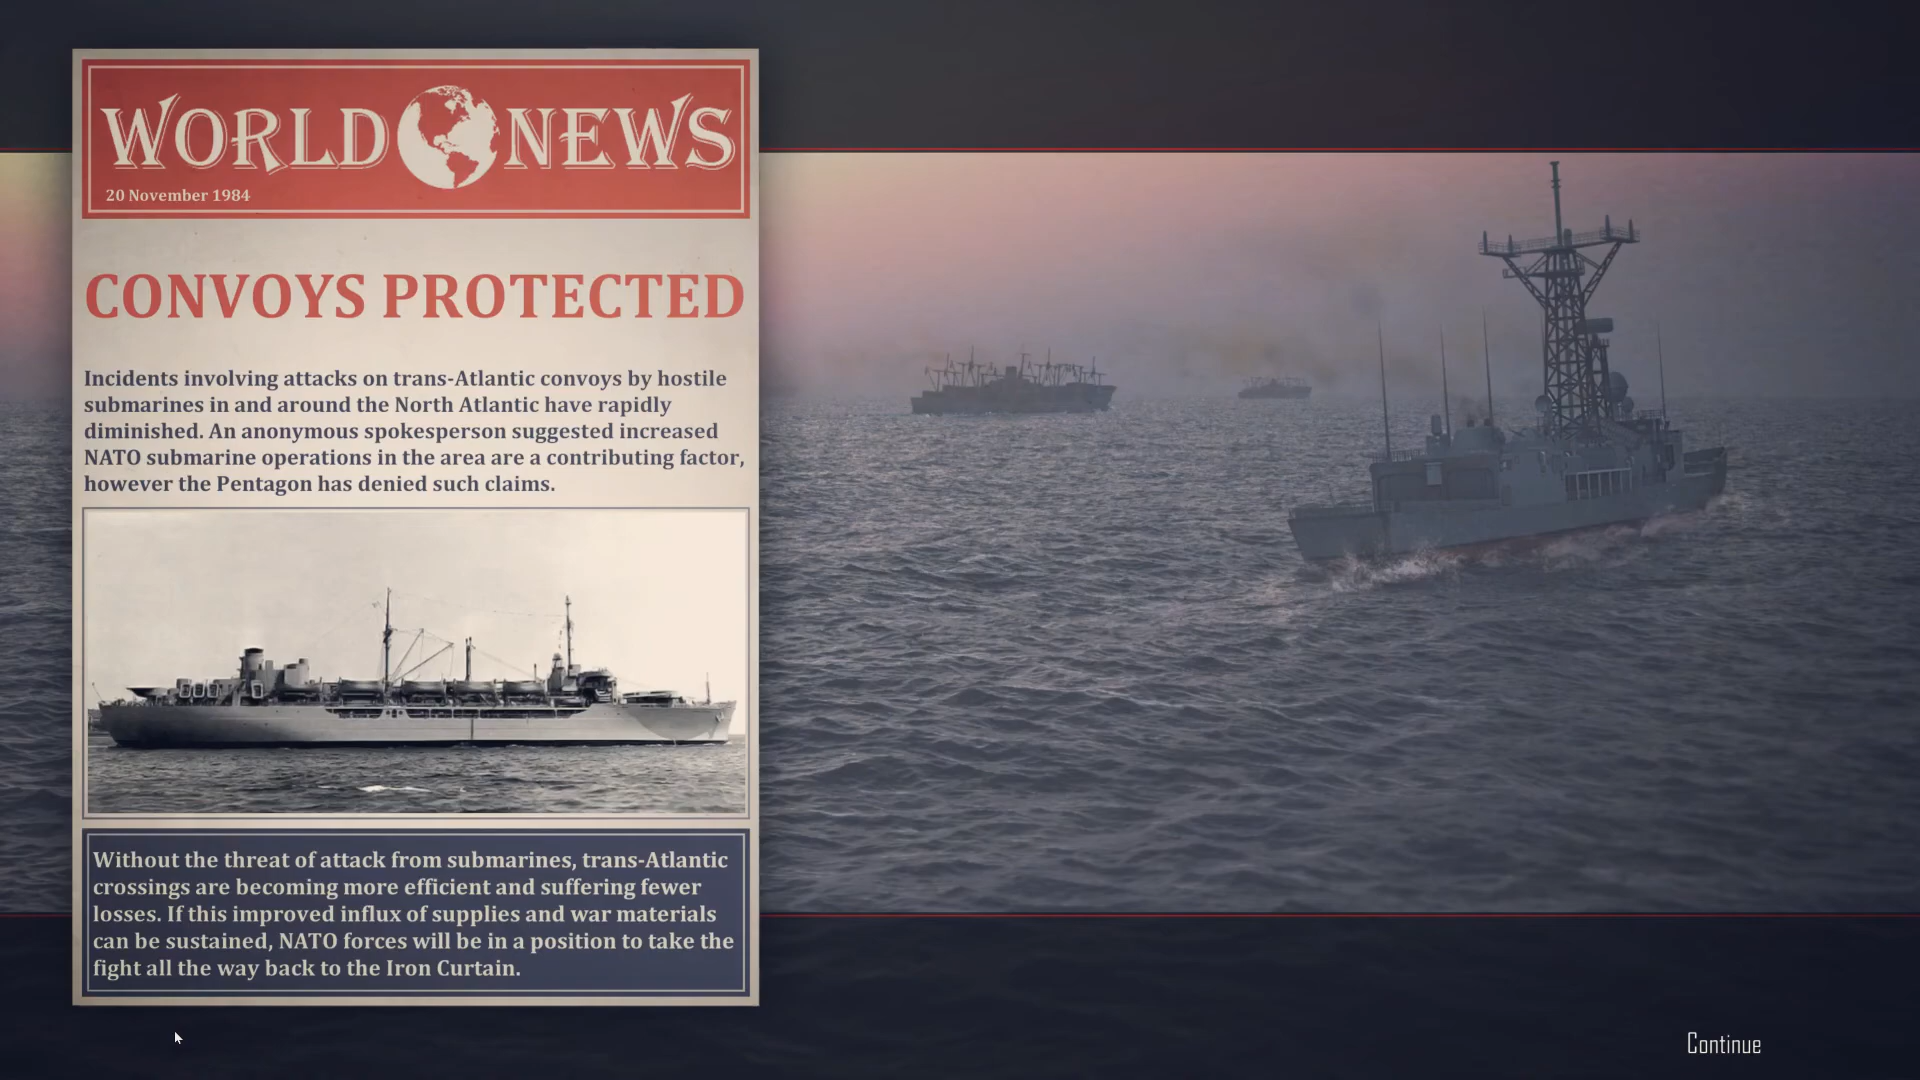 WORLD NEWS
20 November 1984
CONVOYS PROTECTED
Incidents involving attacks on trans-Atlantic convoys by hostile
submarines in and around the North Atlantic have rapidly
diminished. An anonymous spokesperson suggested increased
NATO submarine operations in the area are a contributing factor,
however the Pentagon has denied such claims.
Without the threat of attack from submarines, trans-Atlantic
crossings are becoming more efficient and suffering fewer
losses. If this improved influx of supplies and war materials
can be sustained, NATO forces will be in a position to take the
fight all the way back to the Iron Curtain.
Continue